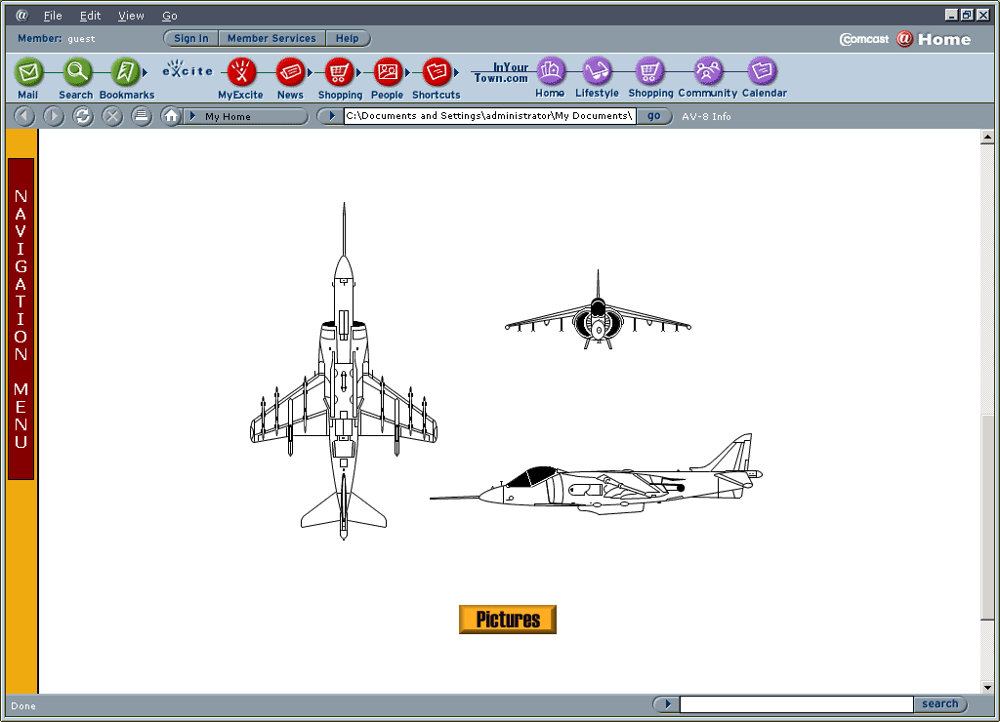 @ File Edit View Go
Member: guest Sign In Member Services Help Comcast @Home
Mail Search Bookmarks excite MyExcite News Shopping People Shortcuts InYour Town.com Home Lifestyle Shopping Community Calendar
My Home C:\Documents and Settings\administrator\My Documents\ go AV-8 Info
NAVIGATION MENU
Pictures
Done search